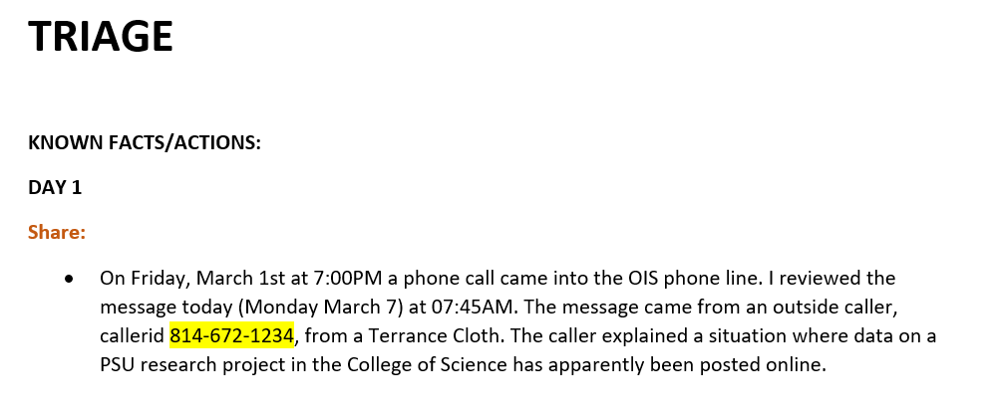 TRIAGE
KNOWN FACTS/ACTIONS:
DAY 1
Share:
• On Friday, March 1st at 7:00PM a phone call came into the OIS phone line. I reviewed the
message today (Monday March 7) at 07:45AM. The message came from an outside caller,
callerid 814-672-1234, from a Terrance Cloth. The caller explained a situation where data on a
PSU research project in the College of Science has apparently been posted online.